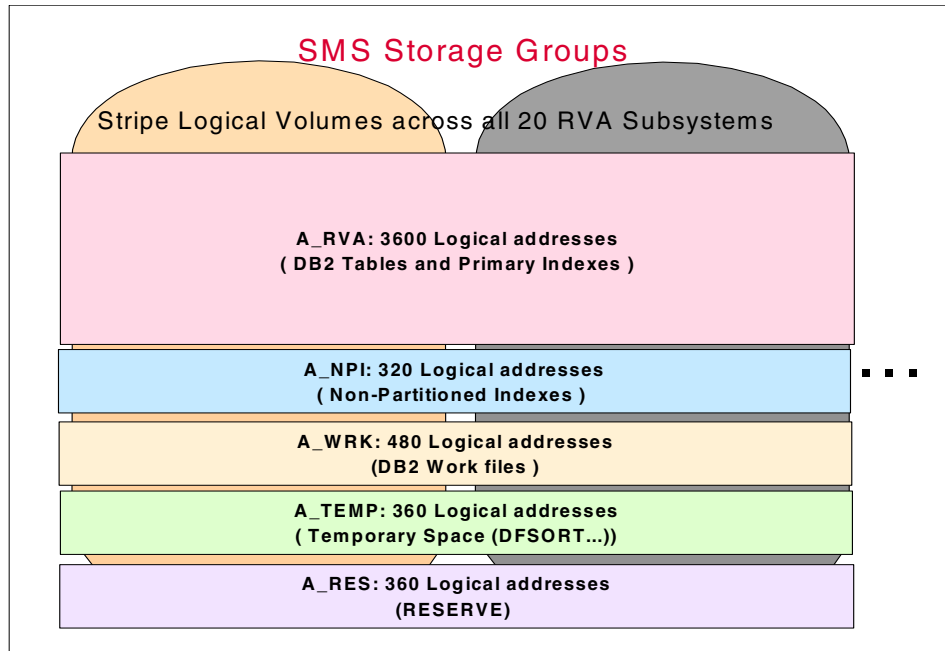 SMS Storage Groups
Stripe Logical Volumes across all 20 RVA Subsystems
A_RVA: 3600 Logical addresses
( DB2 Tables and Primary Indexes )
A_NPI: 320 Logical addresses
( Non-Partitioned Indexes )
A_WRK: 480 Logical addresses
(DB2 Work files )
A_TEMP: 360 Logical addresses
( Temporary Space (DFSORT...))
A_RES: 360 Logical addresses
(RESERVE)